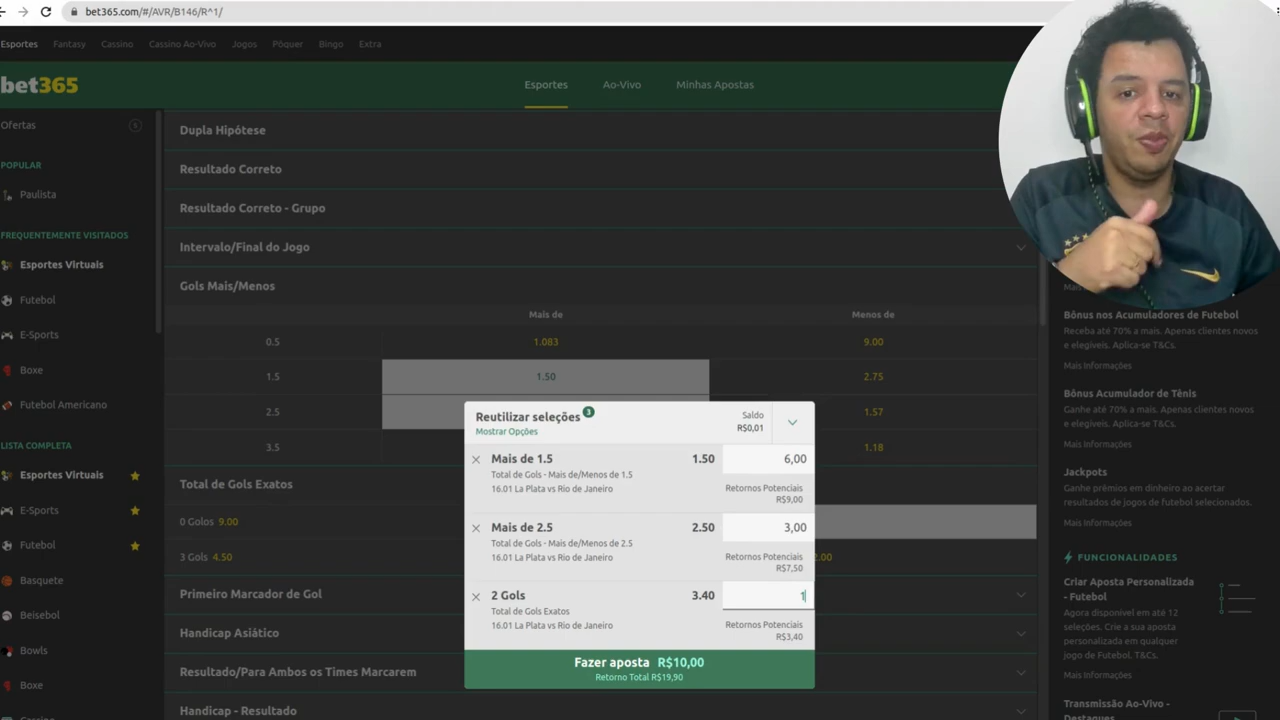 bet365.com/#/AVR/B146/R^1/
Esportes Fantasy Cassino Cassino Ao-Vivo Jogos Pôquer Bingo Extra
bet365
Esportes Ao-Vivo Minhas Apostas
Ofertas
POPULAR
Paulista
FREQUENTEMENTE VISITADOS
Esportes Virtuais
Futebol
E-Sports
Boxe
Futebol Americano
LISTA COMPLETA
Esportes Virtuais
E-Sports
Futebol
Basquete
Beisebol
Bowls
Boxe
Dupla Hipótese
Resultado Correto
Resultado Correto - Grupo
Intervalo/Final do Jogo
Gols Mais/Menos
Mais de Menos de
0.5 1.083 9.00
1.5 1.50 2.75
2.5 1.57
3.5 1.18
Total de Gols Exatos
0 Golos 9.00
3 Gols 4.50
2.00
Primeiro Marcador de Gol
Handicap Asiático
Resultado/Para Ambos os Times Marcarem
Handicap - Resultado
Reutilizar seleções 3
Mostrar Opções
Saldo
R$0,01
Mais de 1.5 1.50 6,00
Total de Gols - Mais de/Menos de 1.5
16.01 La Plata vs Rio de Janeiro
Retornos Potenciais
R$9,00
Mais de 2.5 2.50 3,00
Total de Gols - Mais de/Menos de 2.5
16.01 La Plata vs Rio de Janeiro
Retornos Potenciais
R$7,50
2 Gols 3.40 1
Total de Gols Exatos
16.01 La Plata vs Rio de Janeiro
Retornos Potenciais
R$3,40
Fazer aposta R$10,00
Retorno Total R$19,90
Bônus nos Acumuladores de Futebol
Receba até 70% a mais. Apenas clientes novos
e elegíveis. Aplica-se T&Cs.
Mais Informações
Bônus Acumulador de Tênis
Ganhe até 70% a mais. Apenas clientes novos
e elegíveis. Aplica-se T&Cs.
Mais Informações
Jackpots
Ganhe prêmios em dinheiro ao acertar
resultados de jogos de futebol selecionados.
Mais Informações
FUNCIONALIDADES
Criar Aposta Personalizada
- Futebol
Agora disponível em até 12
seleções. Crie a sua aposta
personalizada em qualquer
jogo de Futebol. T&Cs.
Mais Informações
Transmissão Ao-Vivo -
Destaques